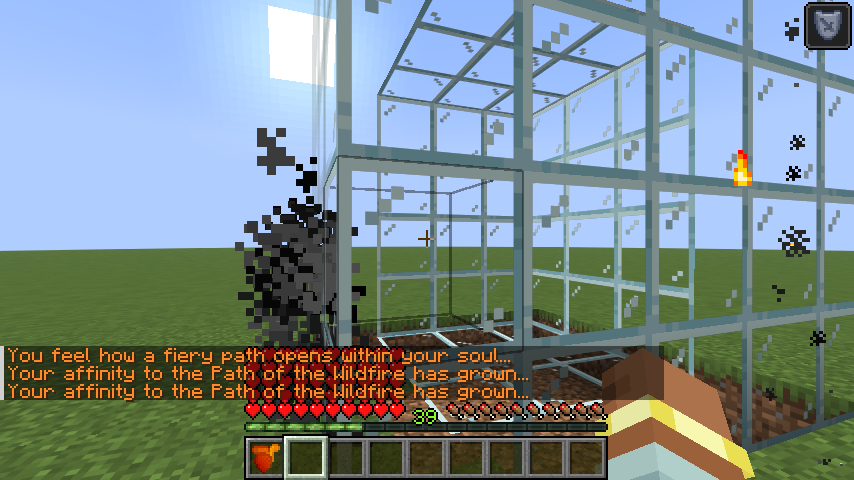 You feel how a fiery path opens within your soul...
Your affinity to the Path of the Wildfire has grown...
Your affinity to the Path of the Wildfire has grown...
39